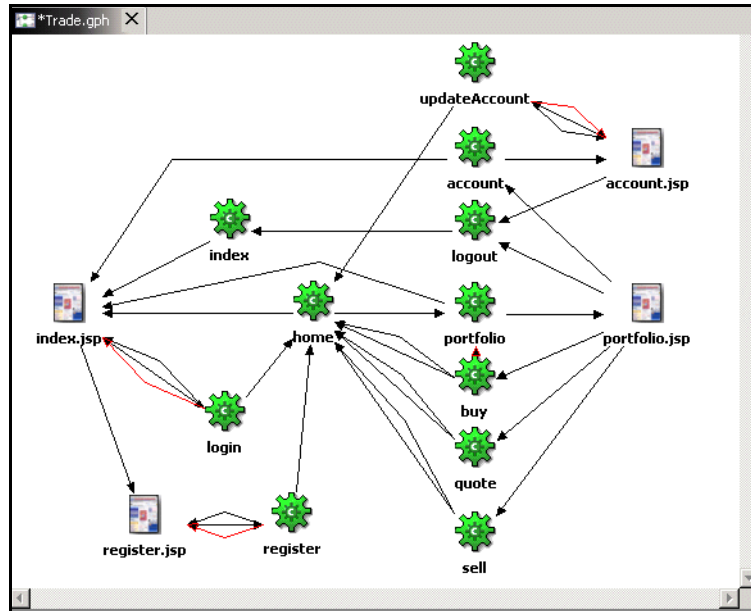 *Trade.gph
updateAccount
account
account.jsp
index
logout
index.jsp
home
portfolio
portfolio.jsp
buy
login
quote
register.jsp
register
sell